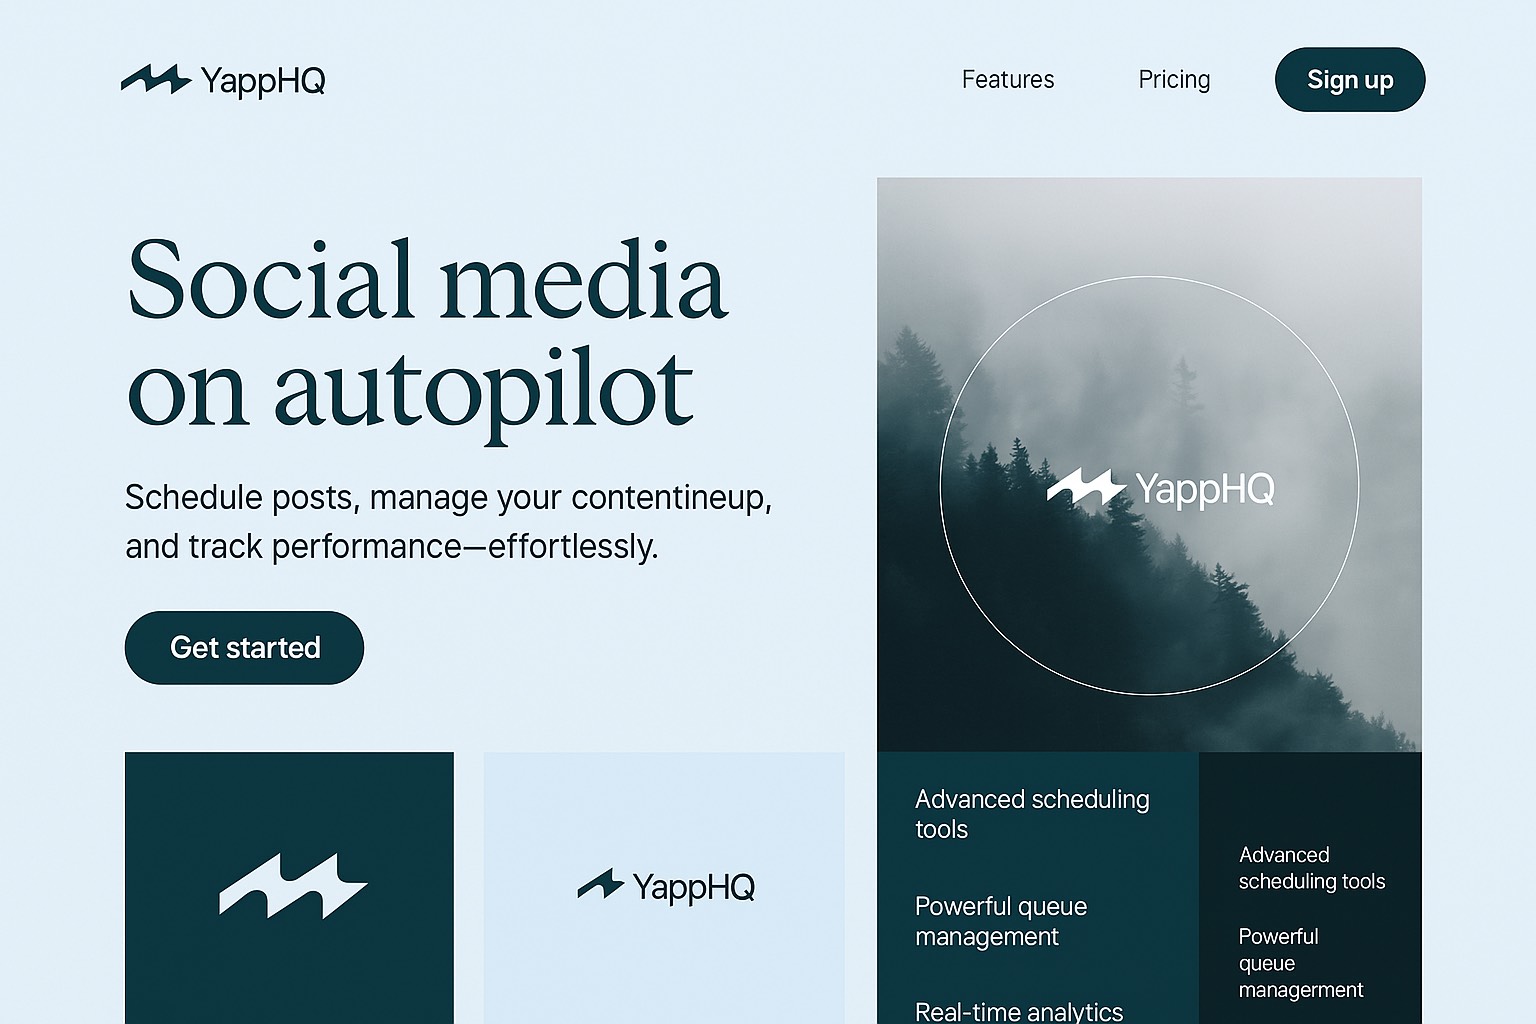 YappHQ
Features
Pricing
Sign up
Social media
on autopilot
Schedule posts, manage your contentineup,
and track performance—effortlessly.
Get started
YappHQ
YappHQ
Advanced scheduling
tools
Powerful queue
management
Real-time analytics
Advanced
scheduling tools
Powerful
queue
managerment